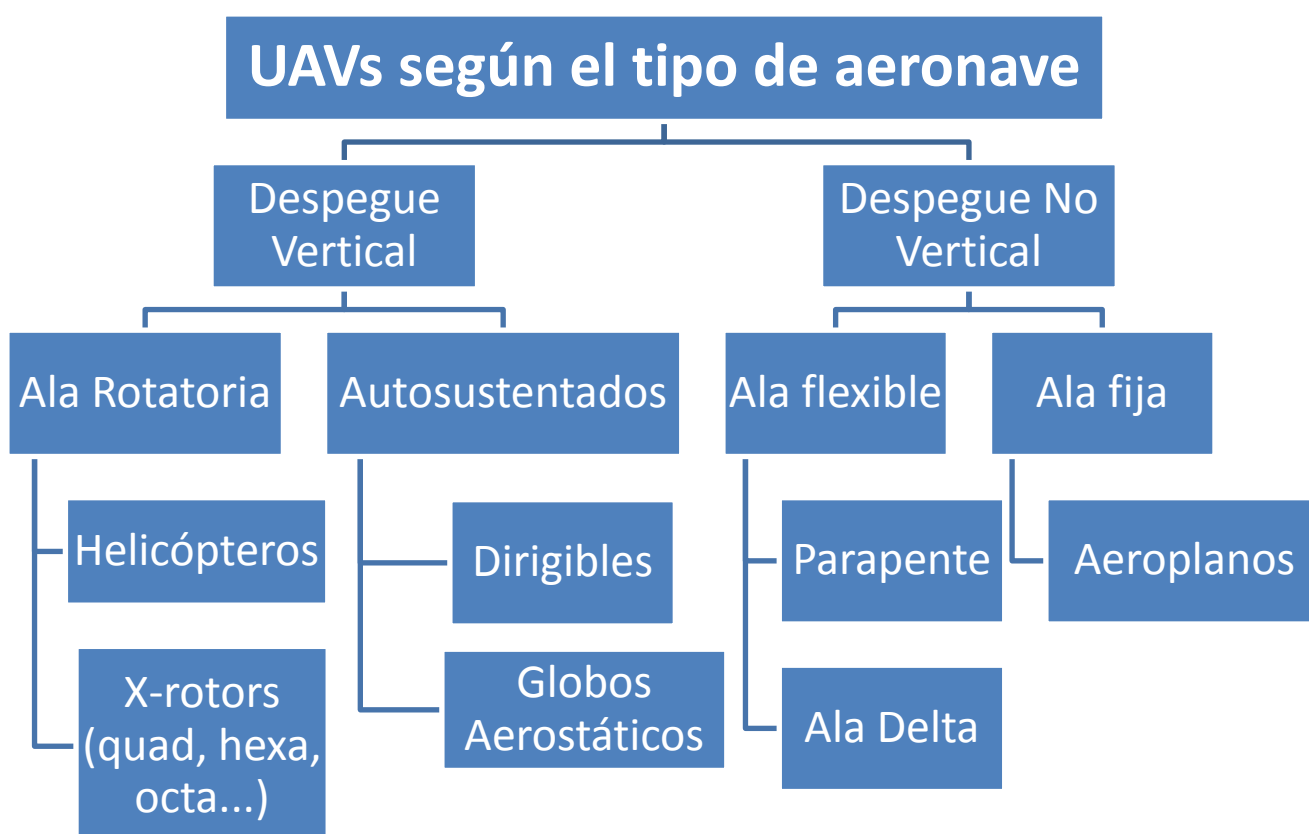 UAVs según el tipo de aeronave
Despegue
Vertical
Despegue No
Vertical
Ala Rotatoria
Autosustentados
Ala flexible
Ala fija
Helicópteros
Dirigibles
Parapente
Aeroplanos
X-rotors
(quad, hexa,
octa...)
Globos
Aerostáticos
Ala Delta